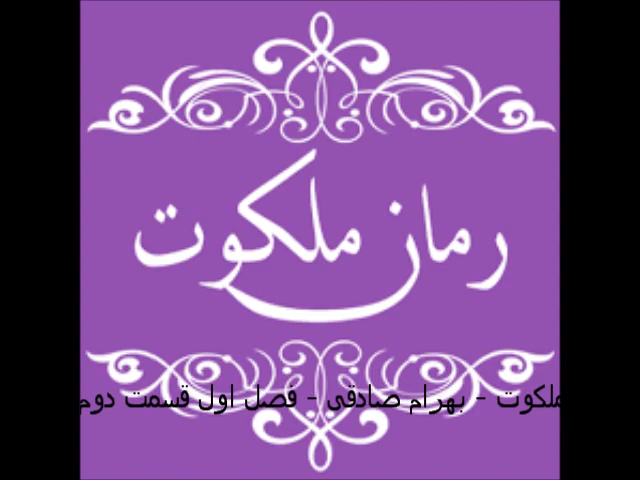 رمان ملکوت
ملکوت - بهرام صادقی - فصل اول قسمت دوم